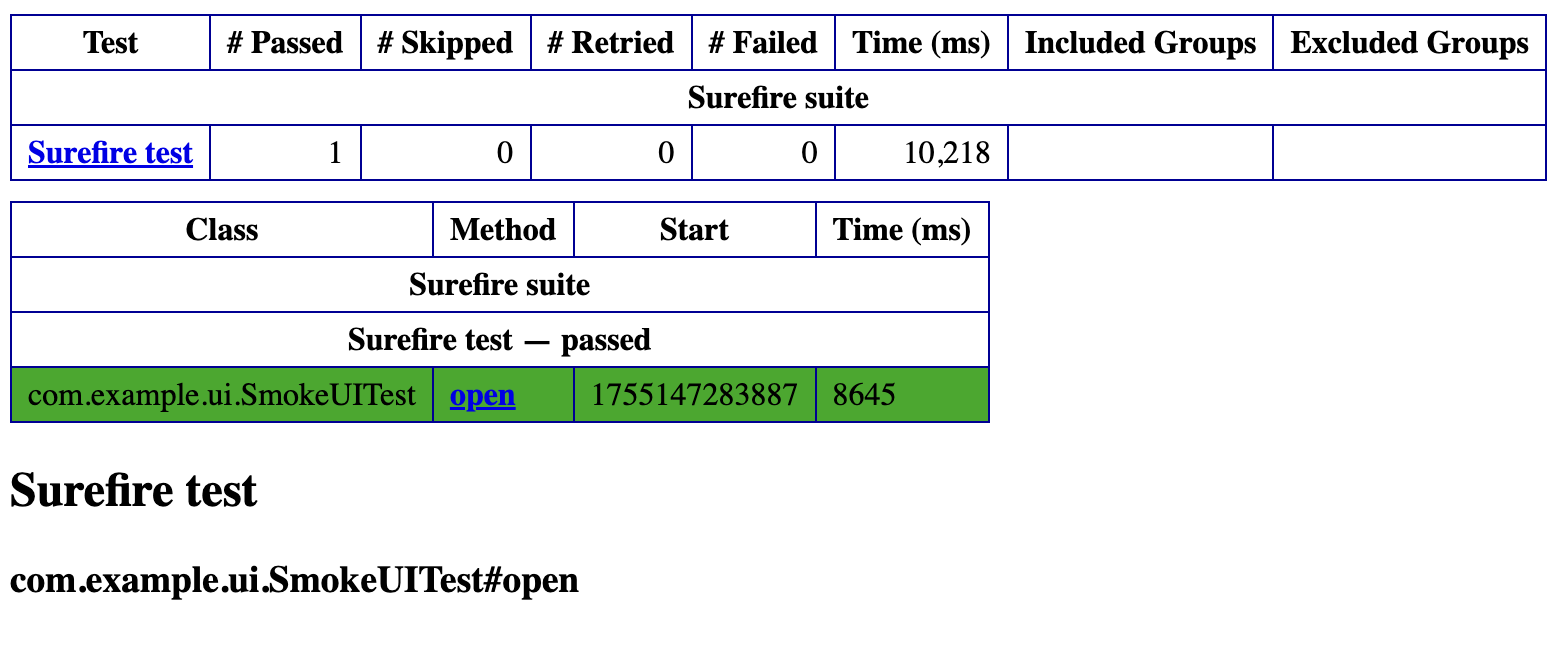 Test # Passed # Skipped # Retried # Failed Time (ms) Included Groups Excluded Groups
Surefire suite
Surefire test 1 0 0 0 10,218
Class Method Start Time (ms)
Surefire suite
Surefire test — passed
com.example.ui.SmokeUITest open 1755147283887 8645
Surefire test
com.example.ui.SmokeUITest#open